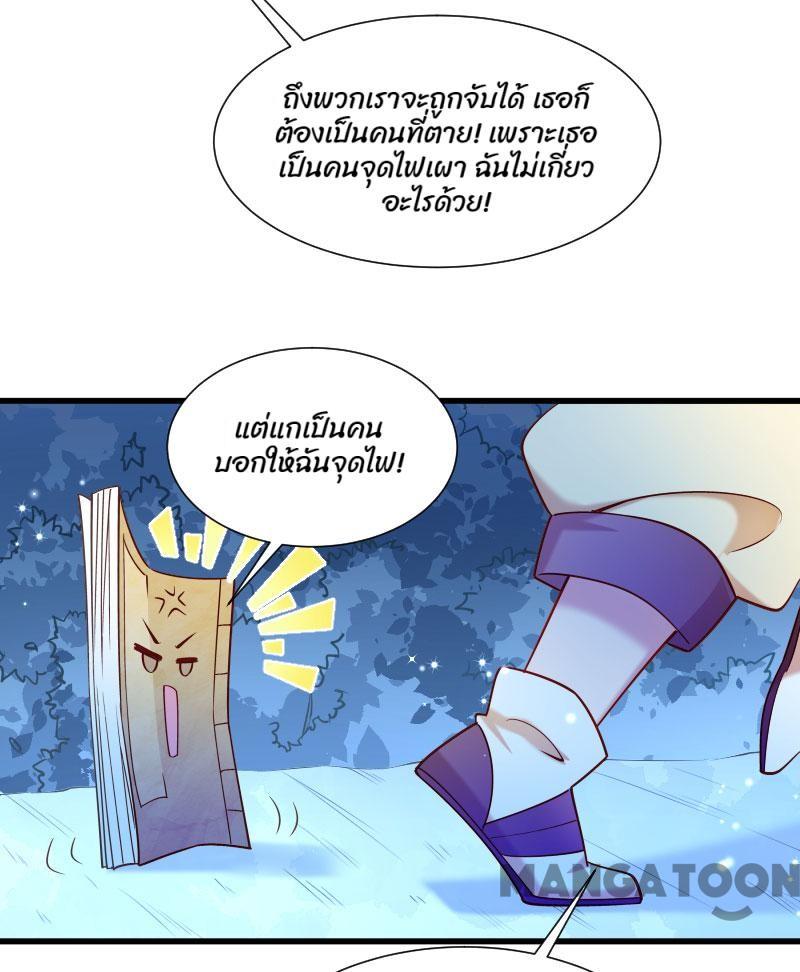 ถึงพวกเราจะถูกจับได้ เธอก็
ต้องเป็นคนที่ตาย! เพราะเธอ
เป็นคนจุดไฟเผา ฉันไม่เกี่ยว
อะไรด้วย!
แต่แกเป็นคน
บอกให้ฉันจุดไฟ!
MANGATOON